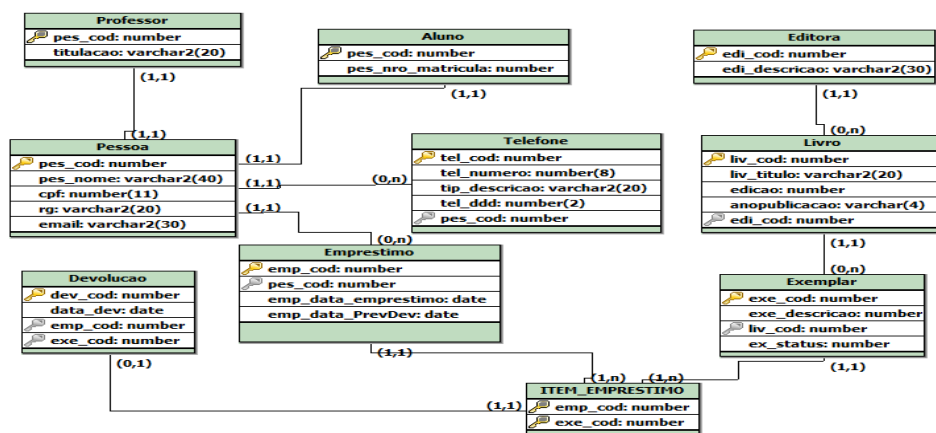 Professor
pes_cod: number
titulacao: varchar2(20)
(1,1)
(1,1)
Aluno
pes_cod: number
pes_nro_matricula: number
(1,1)
(1,1)
Editora
edi_cod: number
edi_descricao: varchar2(30)
(1,1)
(0,n)
Pessoa
pes_cod: number
pes_nome: varchar2(40)
cpf: number(11)
rg: varchar2(20)
email: varchar2(30)
(1,1)
(0,n)
(1,1)
(0,n)
Telefone
tel_cod: number
tel_numero: number(8)
tip_descricao: varchar2(20)
tel_ddd: number(2)
pes_cod: number
Livro
liv_cod: number
liv_titulo: varchar2(20)
edicao: number
anopublicacao: varchar(4)
edi_cod: number
(1,1)
(0,n)
Emprestimo
emp_cod: number
pes_cod: number
emp_data_emprestimo: date
emp_data_PrevDev: date
(1,1)
(1,n)
Devolucao
dev_cod: number
data_dev: date
emp_cod: number
exe_cod: number
(0,1)
(1,1)
Exemplar
exe_cod: number
exe_descricao: number
liv_cod: number
ex_status: number
(1,1)
(1,n)
ITEM_EMPRESTIMO
emp_cod: number
exe_cod: number